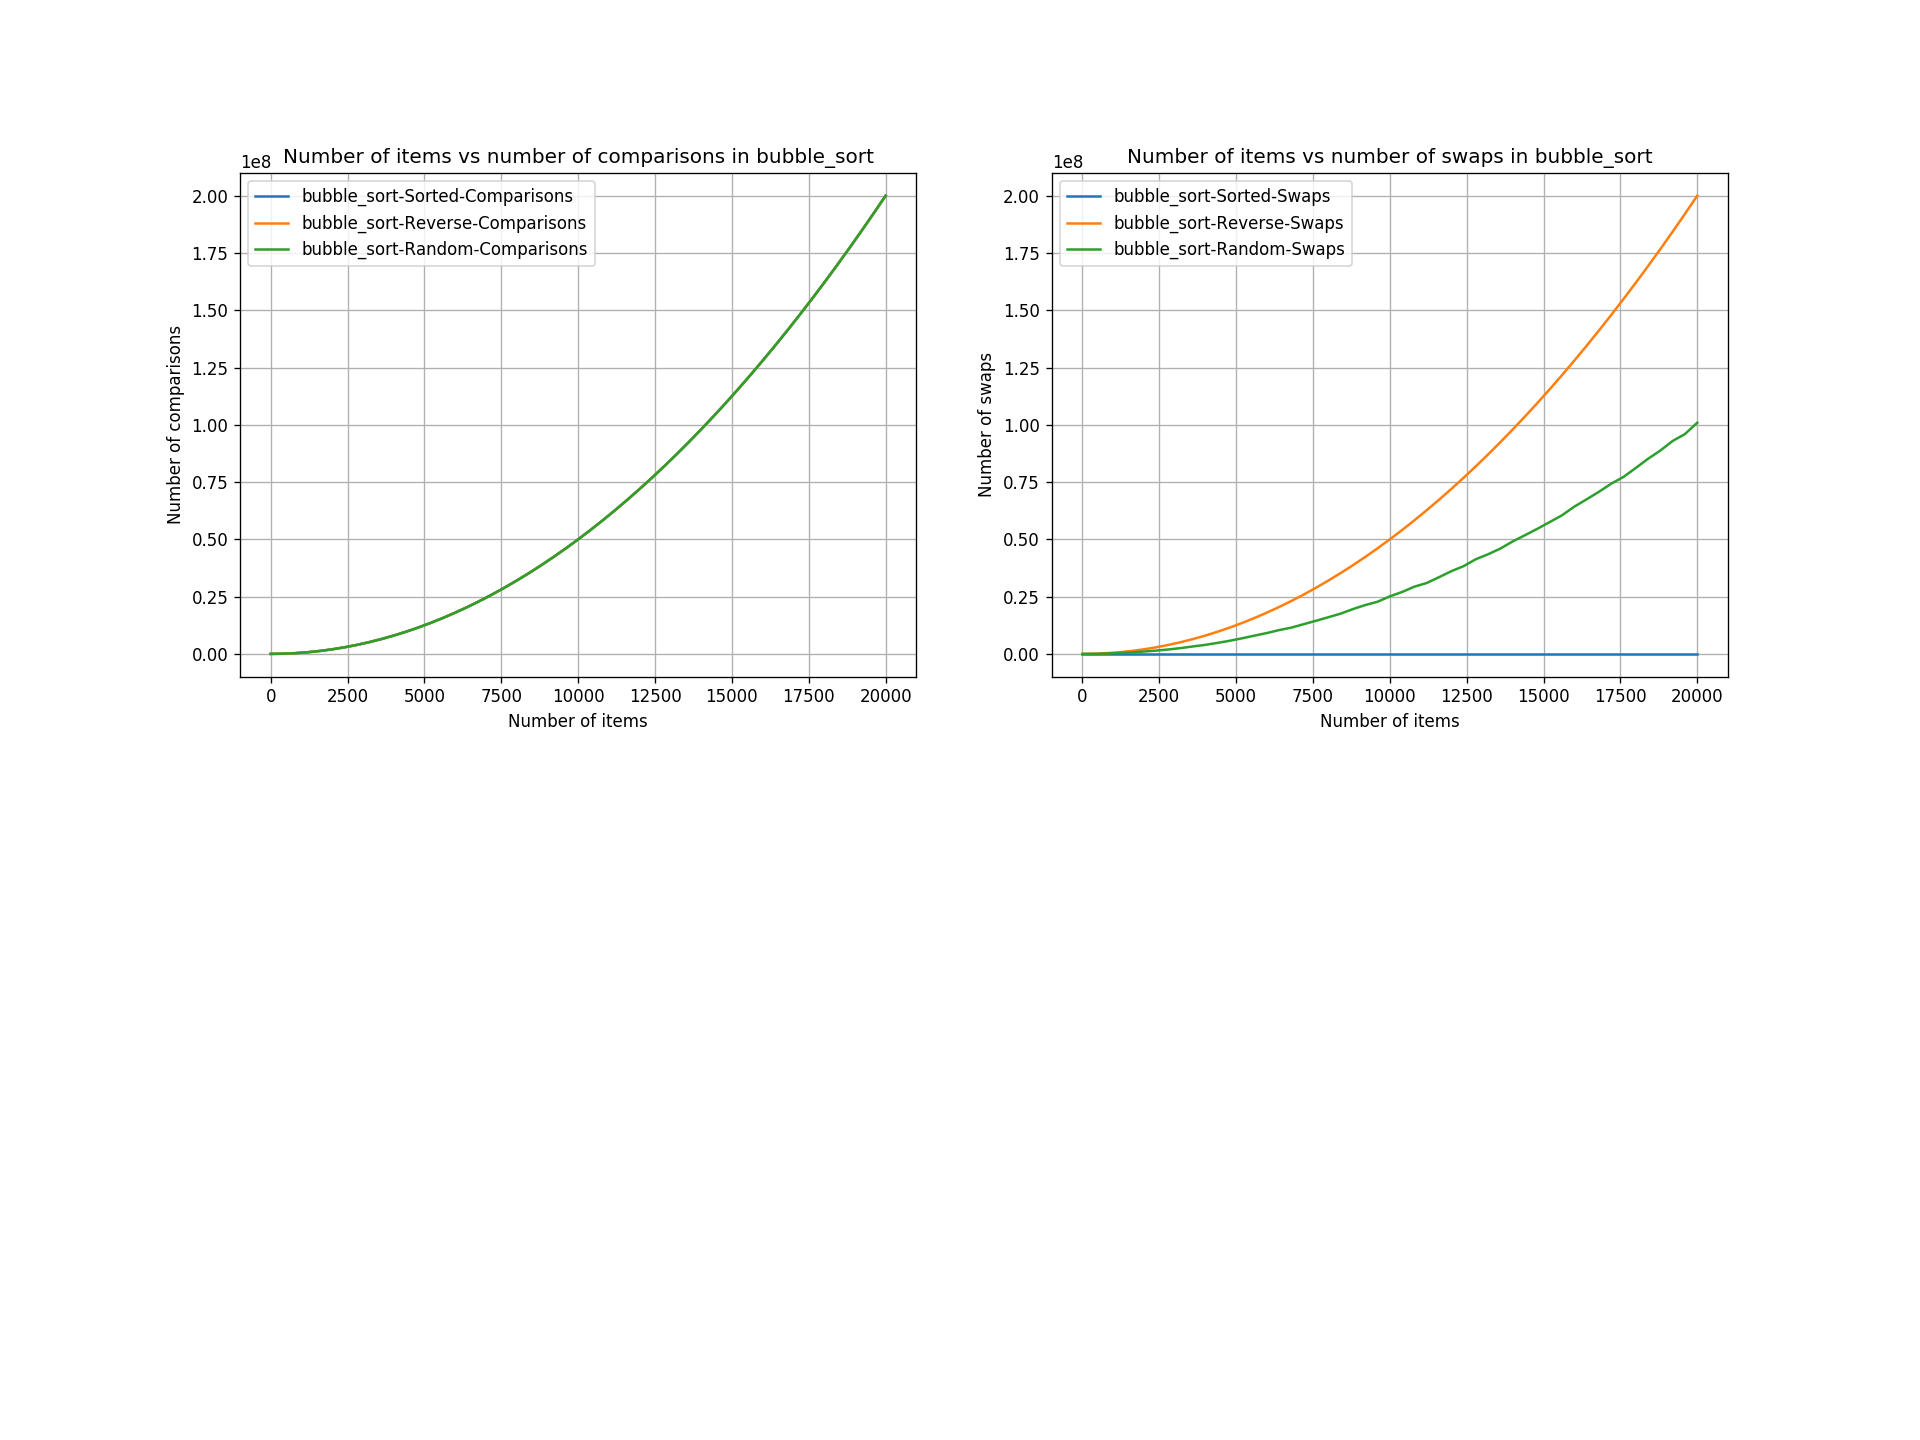 Number of items vs number of comparisons in bubble_sort
1e8
bubble_sort-Sorted-Comparisons
bubble_sort-Reverse-Comparisons
bubble_sort-Random-Comparisons
2.00
1.75
1.50
1.25
1.00
0.75
0.50
0.25
0.00
Number of comparisons
0 2500 5000 7500 10000 12500 15000 17500 20000
Number of items
Number of items vs number of swaps in bubble_sort
1e8
bubble_sort-Sorted-Swaps
bubble_sort-Reverse-Swaps
bubble_sort-Random-Swaps
2.00
1.75
1.50
1.25
1.00
0.75
0.50
0.25
0.00
Number of swaps
0 2500 5000 7500 10000 12500 15000 17500 20000
Number of items